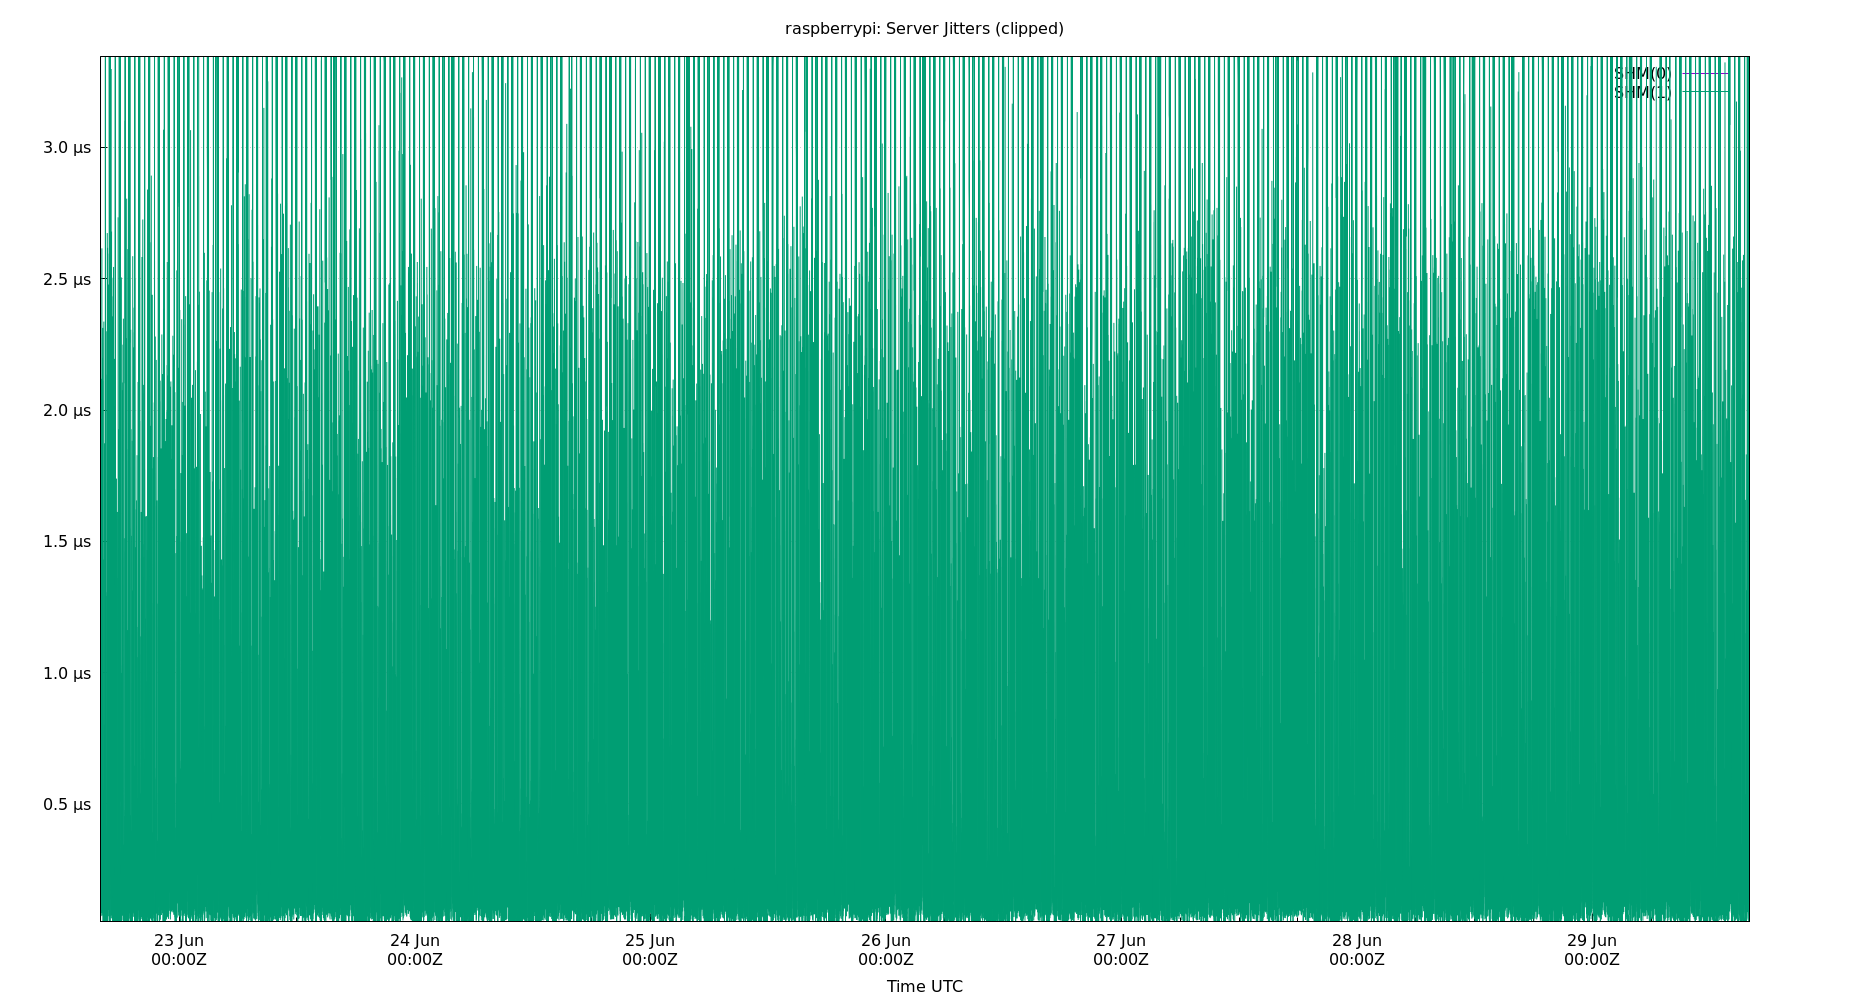 raspberrypi: Server Jitters (clipped)
SHM(0)
SHM(1)
3.0 µs
2.5 µs
2.0 µs
1.5 µs
1.0 µs
0.5 µs
23 Jun 24 Jun 25 Jun 26 Jun 27 Jun 28 Jun 29 Jun
00:00Z 00:00Z 00:00Z 00:00Z 00:00Z 00:00Z 00:00Z
Time UTC